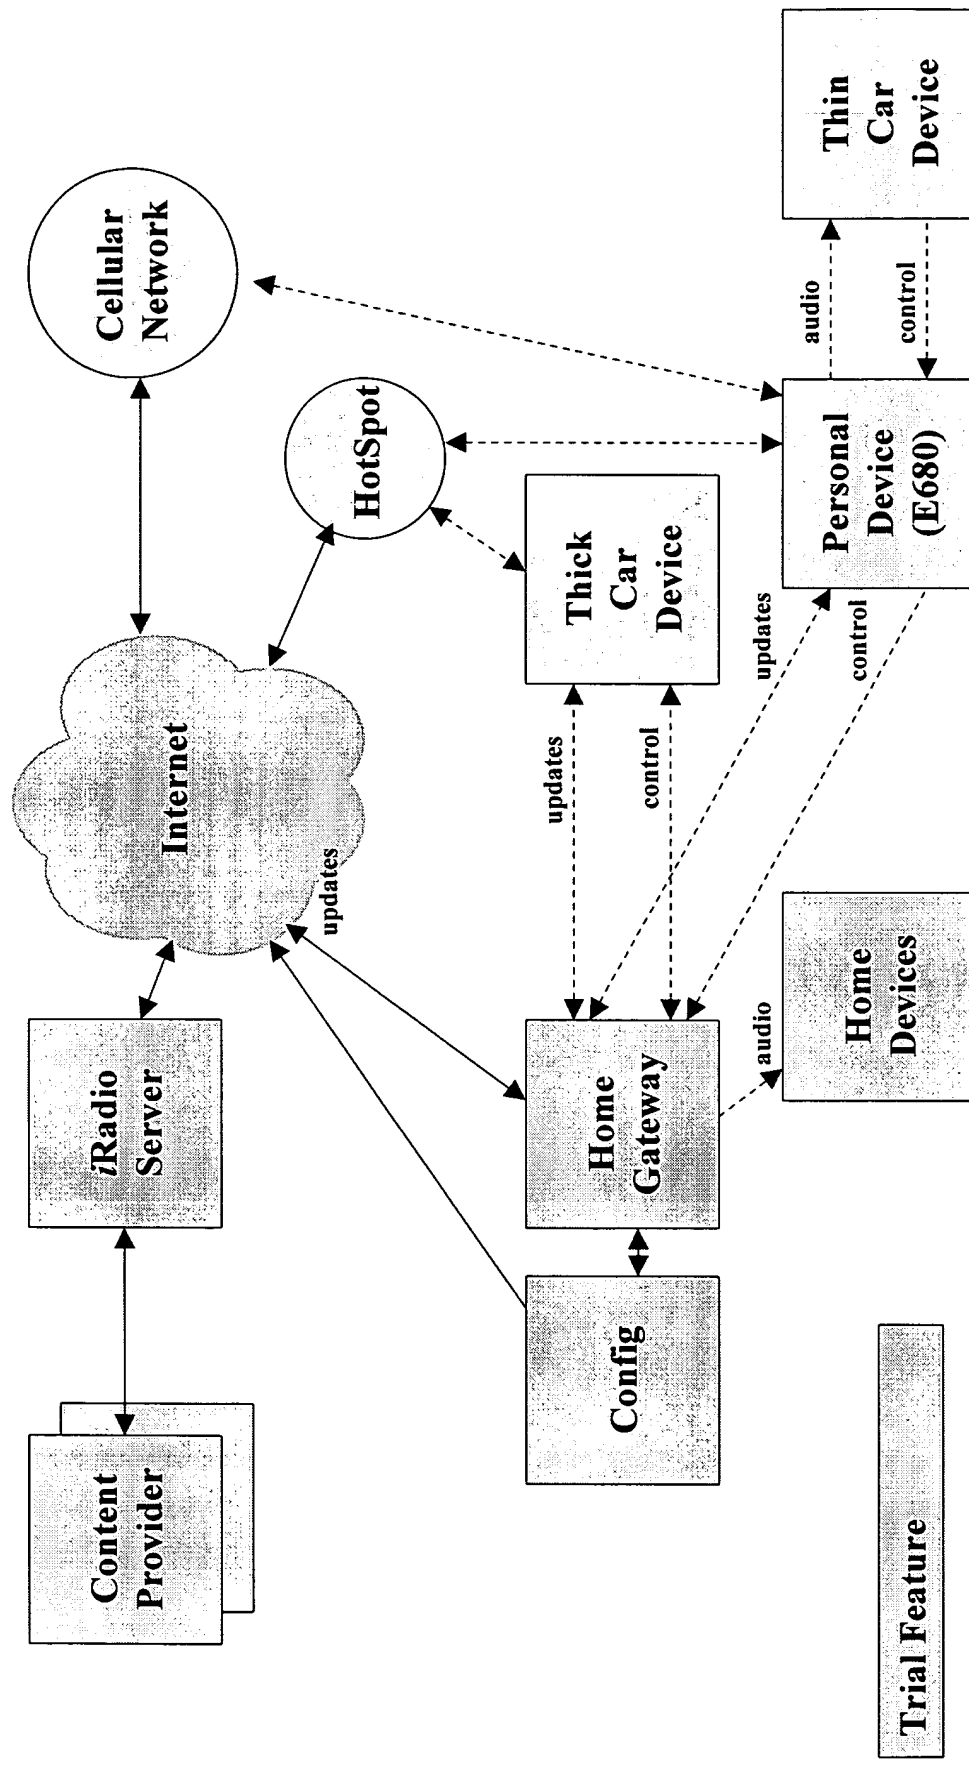 Content
Provider
iRadio
Server
Internet
Cellular
Network
HotSpot
updates
Config
Home
Gateway
updates
control
Thick
Car
Device
updates
control
audio
Home
Devices
Personal
Device
(E680)
audio
control
Thin
Car
Device
Trial Feature